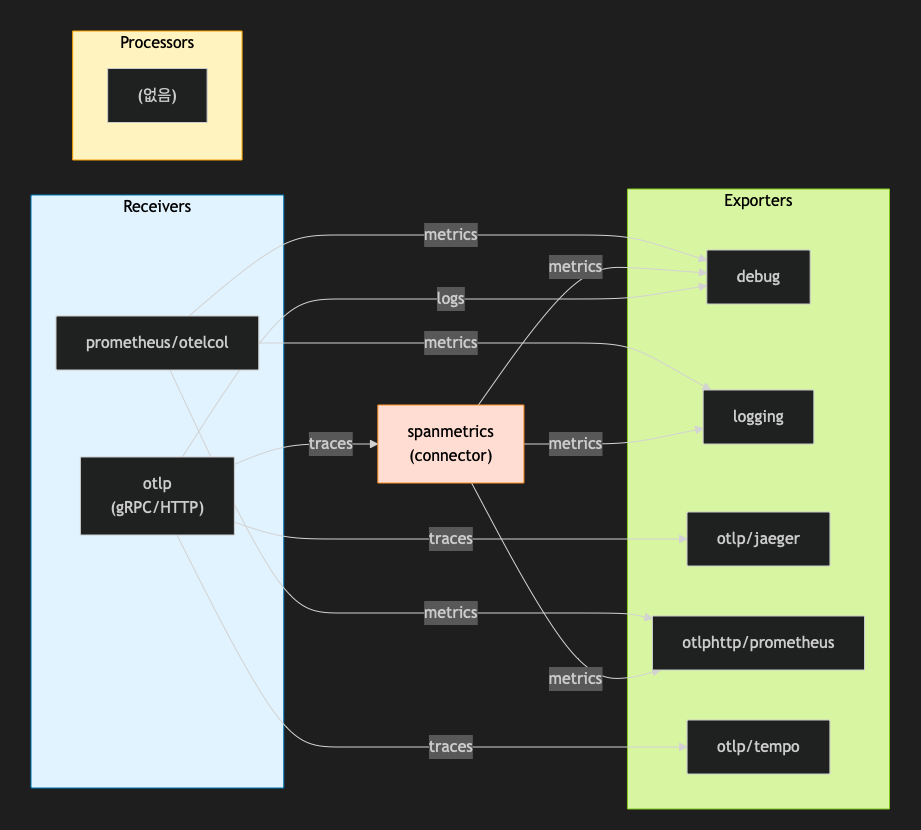 Processors
(없음)
Receivers
prometheus/otelcol
otlp
(gRPC/HTTP)
metrics
metrics
logs
metrics
traces
spanmetrics
(connector)
metrics
traces
metrics
metrics
traces
Exporters
debug
logging
otlp/jaeger
otlphttp/prometheus
otlp/tempo